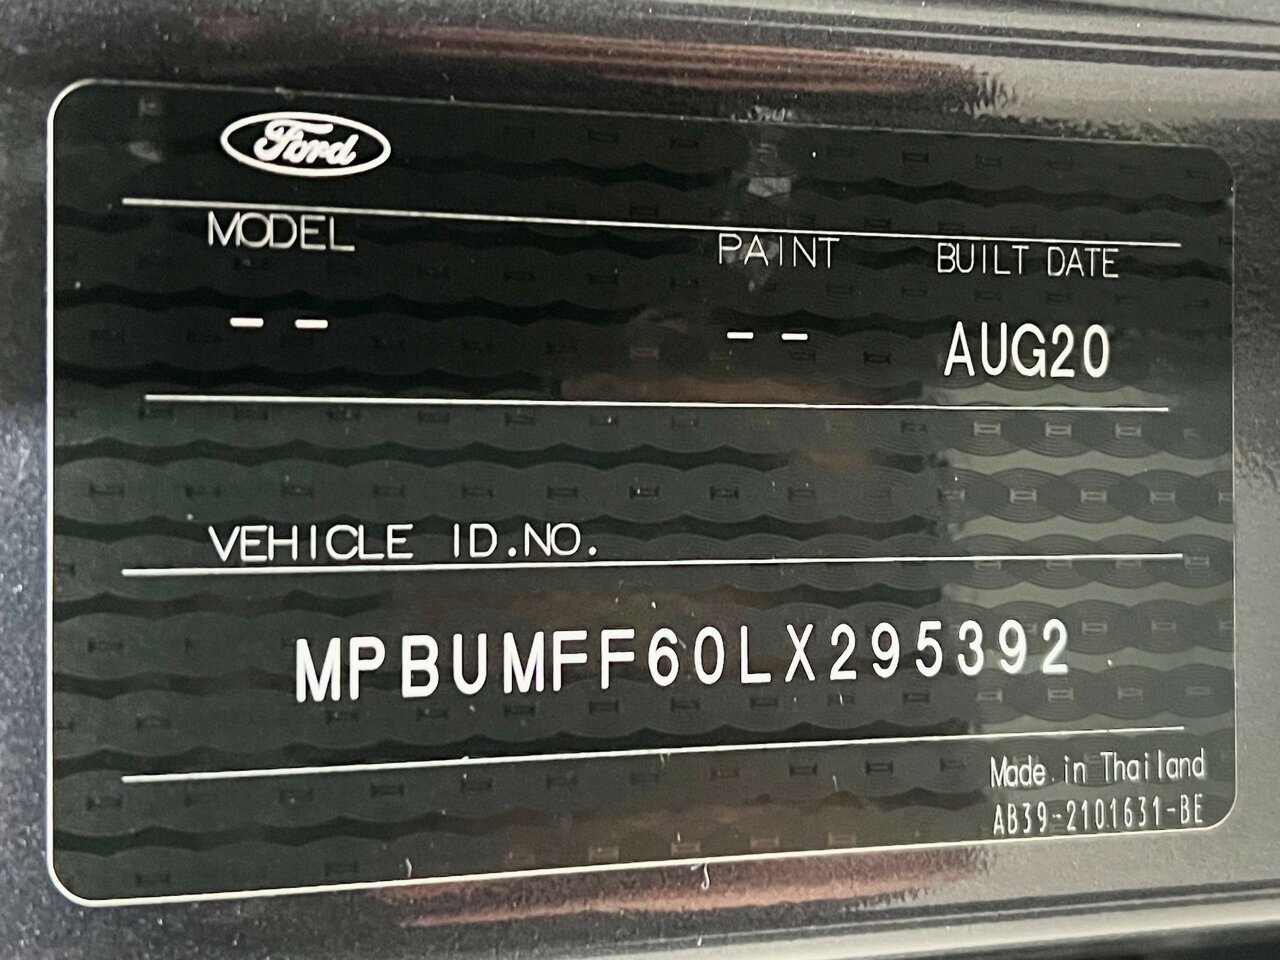 Ford
MODEL PAINT BUILT DATE
-- -- AUG20
VEHICLE ID.NO.
MPBUMFF60LX295392
Made in Thailand
AB39-2101631-BE